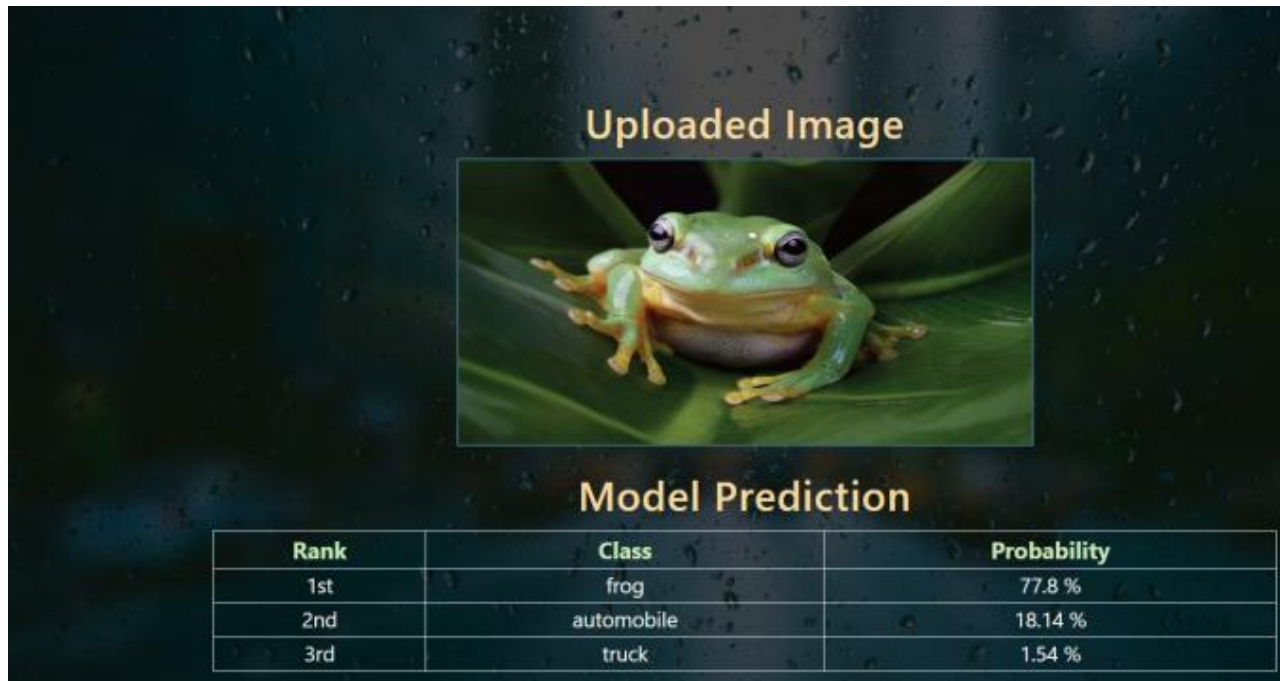 Uploaded Image
Model Prediction
Rank Class Probability
1st frog 77.8 %
2nd automobile 18.14 %
3rd truck 1.54 %